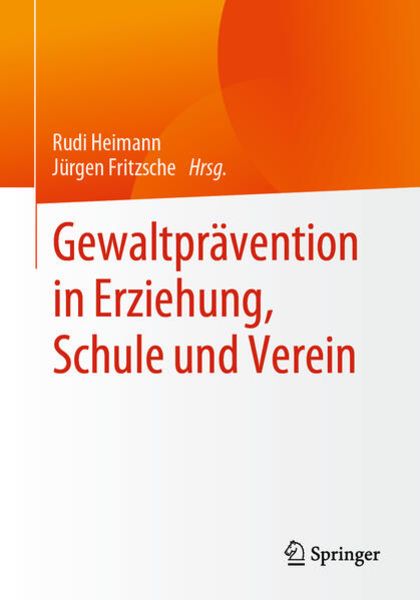 Rudi Heimann
Jürgen Fritzsche Hrsg.
Gewaltprävention
in Erziehung,
Schule und Verein
Springer